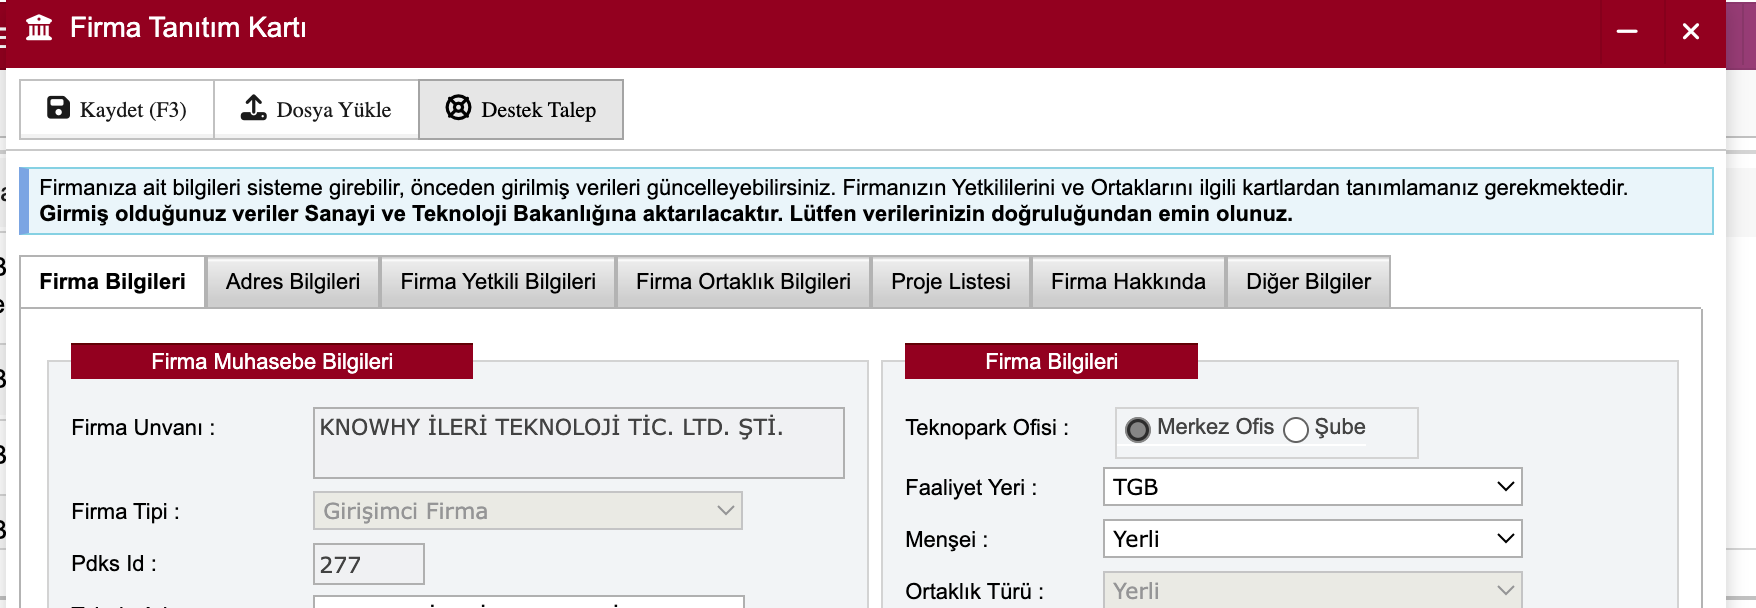 Firma Tanıtım Kartı
Kaydet (F3)
Dosya Yükle
Destek Talep
Firmanıza ait bilgileri sisteme girebilir, önceden girilmiş verileri güncelleyebilirsiniz. Firmanızın Yetkililerini ve Ortaklarını ilgili kartlardan tanımlamanız gerekmektedir.
Girmiş olduğunuz veriler Sanayi ve Teknoloji Bakanlığına aktarılacaktır. Lütfen verilerinizin doğruluğundan emin olunuz.
Firma Bilgileri
Adres Bilgileri
Firma Yetkili Bilgileri
Firma Ortaklık Bilgileri
Proje Listesi
Firma Hakkında
Diğer Bilgiler
Firma Muhasebe Bilgileri
Firma Unvanı :
KNOWHY İLERİ TEKNOLOJİ TİC. LTD. ŞTİ.
Firma Tipi :
Girişimci Firma
Pdks Id :
277
Firma Bilgileri
Teknopark Ofisi :
Merkez Ofis
Şube
Faaliyet Yeri :
TGB
Menşei :
Yerli
Ortaklık Türü :
Yerli